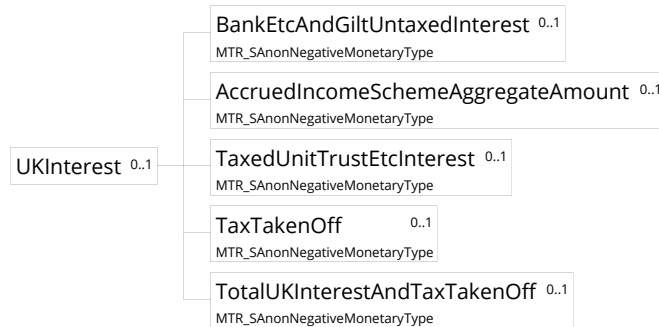 BankEtcAndGiltUntaxedInterest 0..1
MTR_SAnonNegativeMonetaryType
AccruedIncomeSchemeAggregateAmount 0..1
MTR_SAnonNegativeMonetaryType
UKInterest 0..1
TaxedUnitTrustEtcInterest 0..1
MTR_SAnonNegativeMonetaryType
TaxTakenOff 0..1
MTR_SAnonNegativeMonetaryType
TotalUKInterestAndTaxTakenOff 0..1
MTR_SAnonNegativeMonetaryType